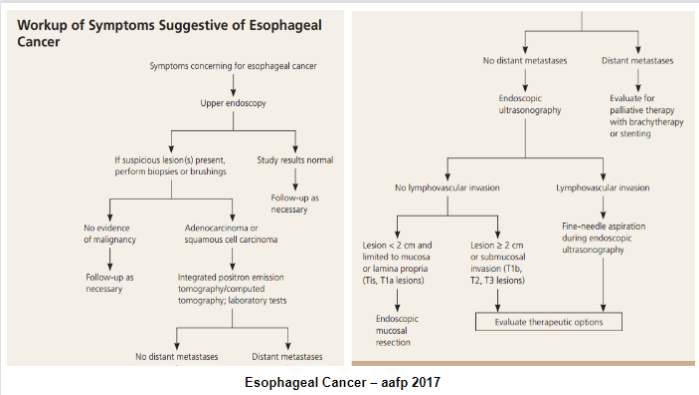 Workup of Symptoms Suggestive of Esophageal
Cancer
Symptoms concerning for esophageal cancer
Upper endoscopy
If suspicious lesion(s) present,
perform biopsies or brushings
Study results normal
Follow-up as
necessary
No evidence
of malignancy
Adenocarcinoma or
squamous cell carcinoma
Follow-up as
necessary
Integrated positron emission
tomography/computed
tomography; laboratory tests
No distant metastases
Distant metastases
No distant metastases
Distant metastases
Endoscopic
ultrasonography
Evaluate for
palliative therapy
with brachytherapy
or stenting
No lymphovascular invasion
Lymphovascular invasion
Lesion < 2 cm and
limited to mucosa
or lamina propria
(Tis, T1a lesions)
Lesion ≥ 2 cm
or submucosal
invasion (T1b,
T2, T3 lesions)
Fine-needle aspiration
during endoscopic
ultrasonography
Endoscopic
mucosal
resection
Evaluate therapeutic options
Esophageal Cancer – aafp 2017